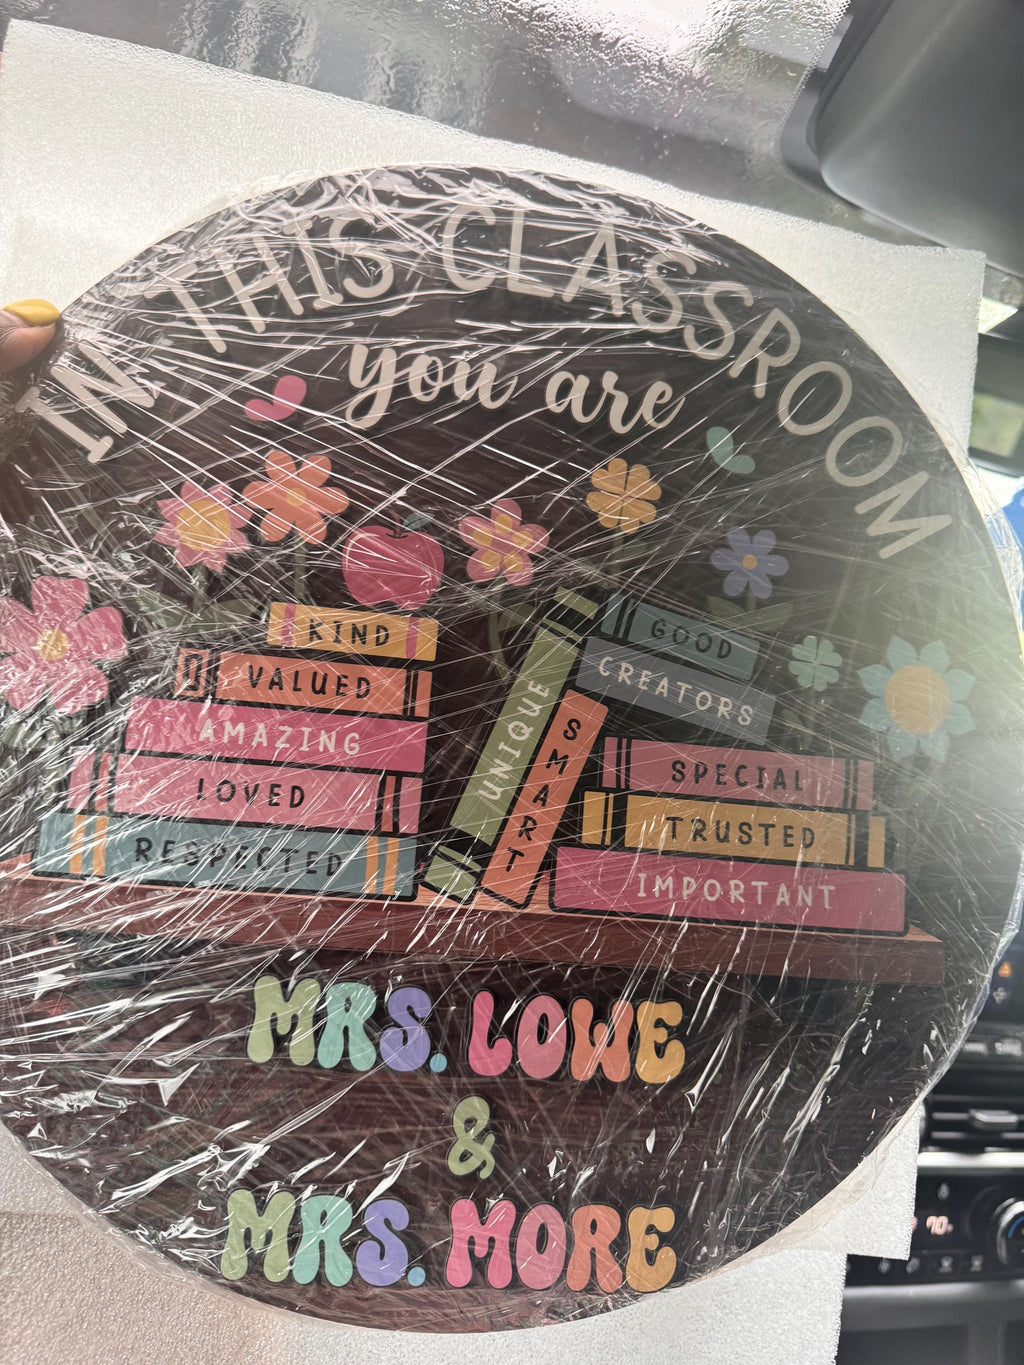 IN THIS CLASSROOM
you are
KIND
VALUED
AMAZING
LOVED
RESPECTED
UNIQUE
SMART
GOOD
CREATORS
SPECIAL
TRUSTED
IMPORTANT
MRS. LOWE
&
MRS. MORE
70